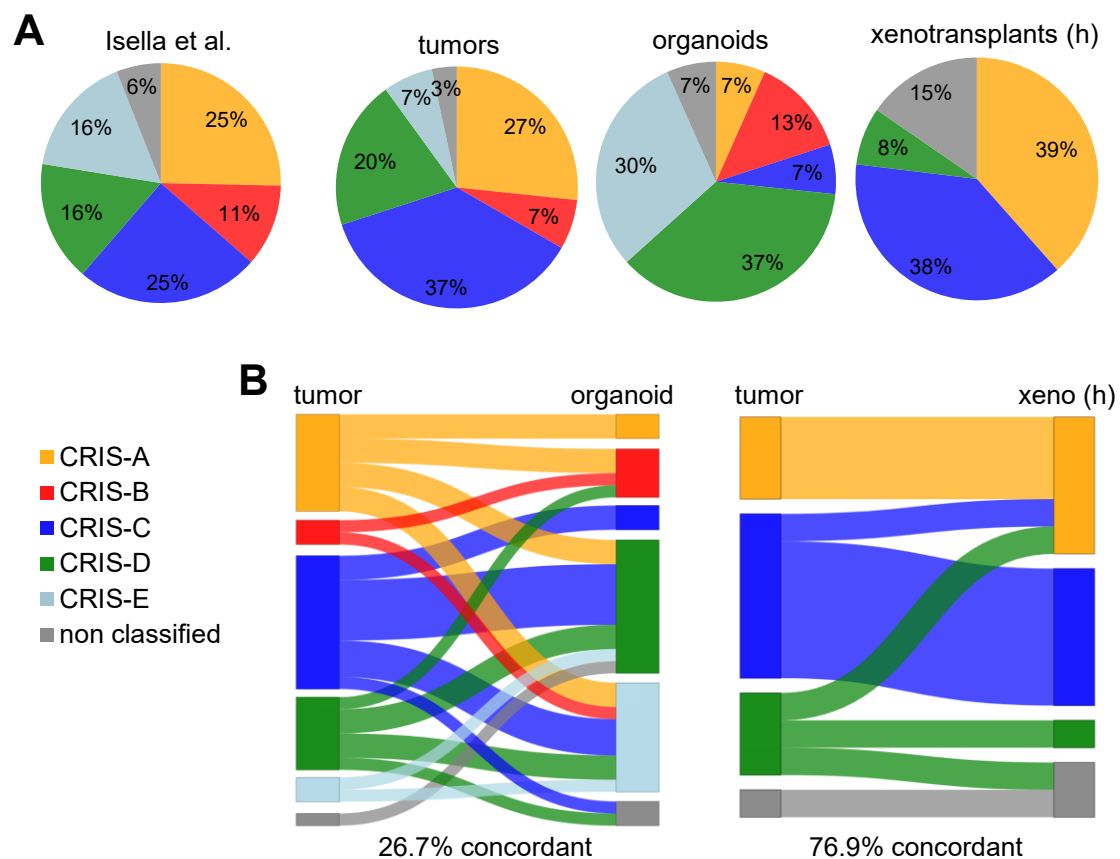 A
Isella et al.
tumors
organoids
xenotransplants (h)
6%
25%
16%
11%
16%
25%
3%
7%
27%
20%
7%
37%
7%
7%
13%
30%
7%
37%
15%
39%
8%
38%
B
tumor
organoid
tumor
xeno (h)
CRIS-A
CRIS-B
CRIS-C
CRIS-D
CRIS-E
non classified
26.7% concordant
76.9% concordant